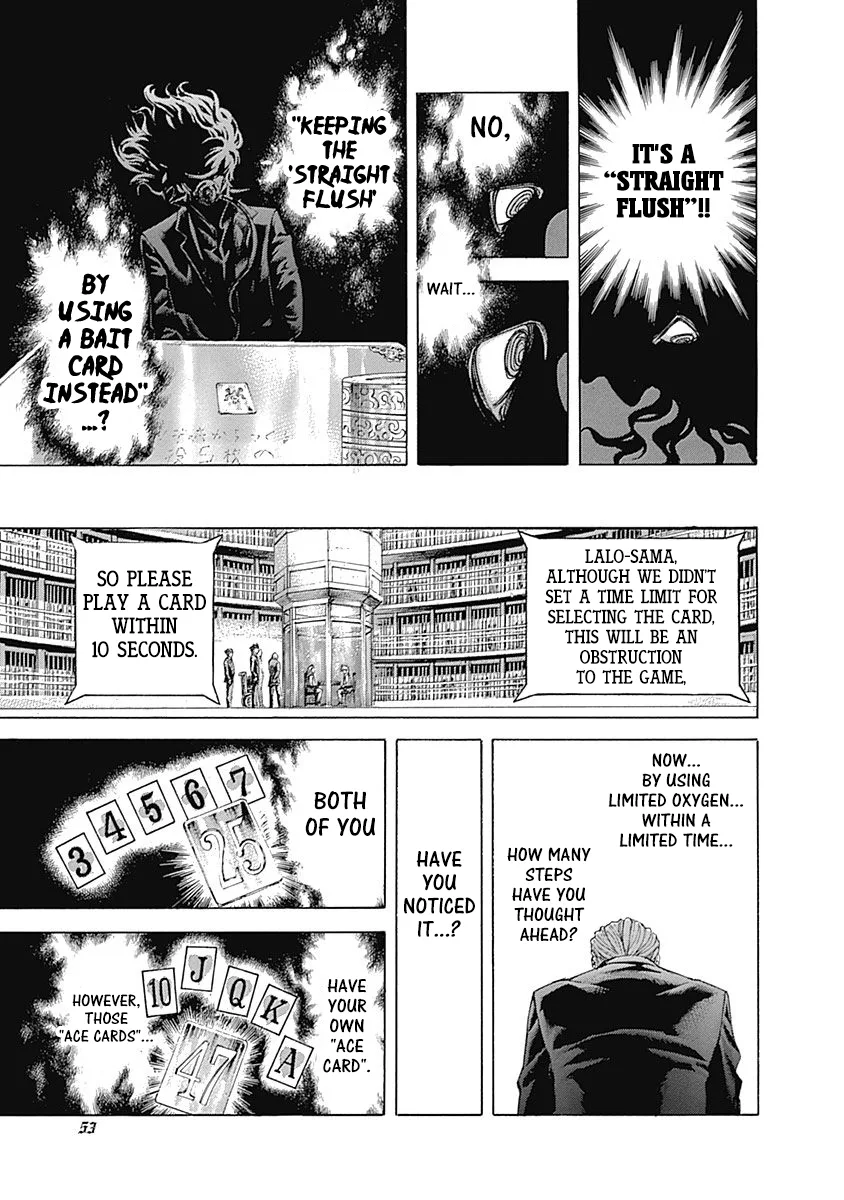 IT'S A
"STRAIGHT
FLUSH"!!
NO,
WAIT...
"KEEPING
THE
'STRAIGHT
FLUSH'
BY
USING
A BAIT
CARD
INSTEAD"
...?
LALO-SAMA,
ALTHOUGH WE DIDN'T
SET A TIME LIMIT FOR
SELECTING THE CARD,
THIS WILL BE AN
OBSTRUCTION
TO THE GAME,
SO PLEASE
PLAY A CARD
WITHIN
10 SECONDS.
NOW...
BY USING
LIMITED OXYGEN...
WITHIN A
LIMITED TIME...
HOW MANY
STEPS
HAVE YOU
THOUGHT
AHEAD?
HAVE
YOU
NOTICED
IT...?
BOTH
OF YOU
3 4 5 6 7
25
HAVE
YOUR
OWN
"ACE
CARD".
10 J Q K A
47
HOWEVER,
THOSE
"ACE CARDS"...
53